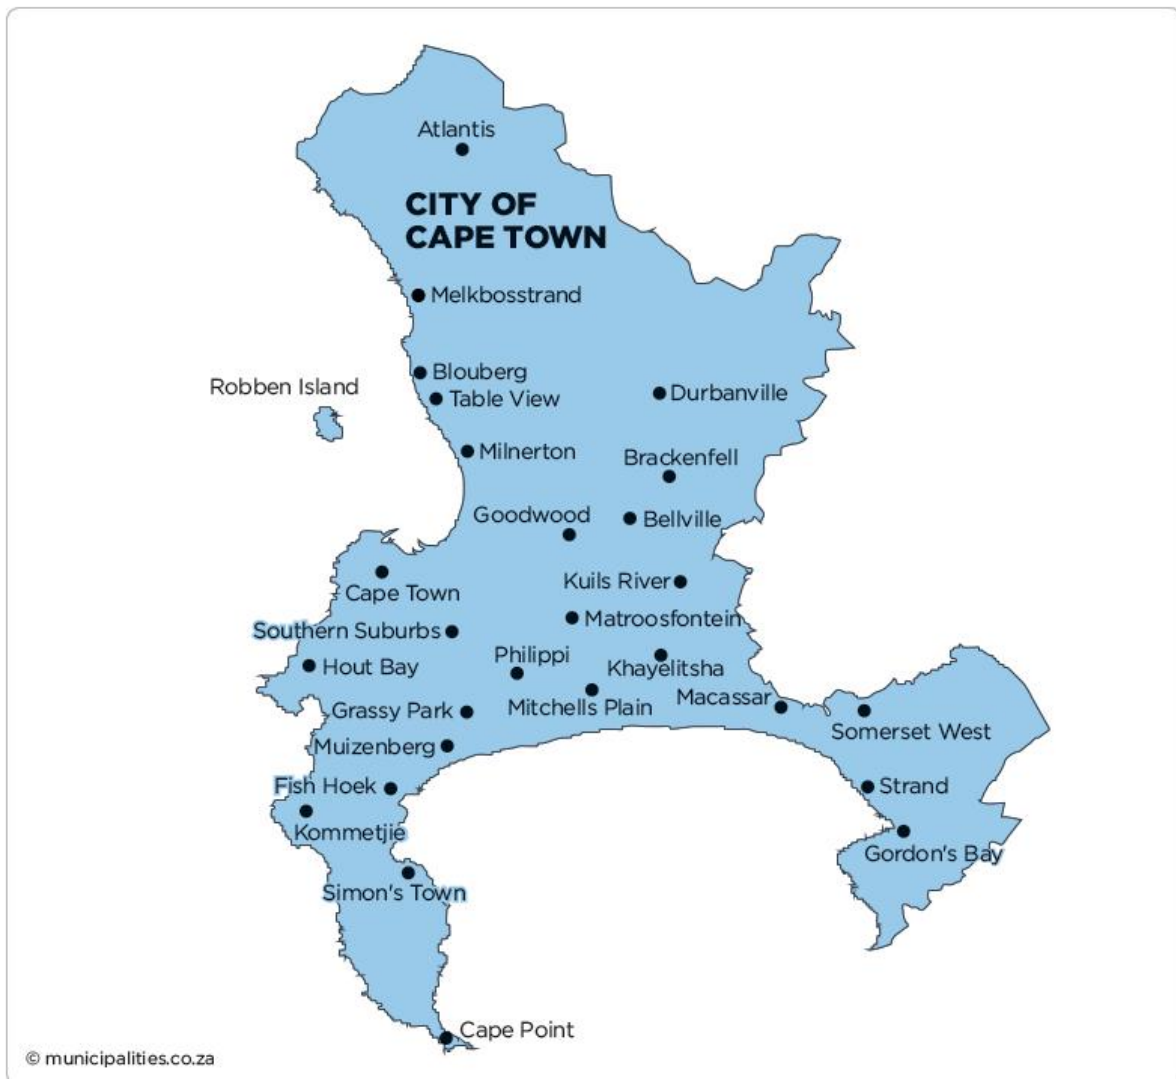 Atlantis
CITY OF
CAPE TOWN
Melkbosstrand
Blouberg
Robben Island
Table View
Durbanville
Milnerton
Brackenfell
Goodwood
Bellville
Kuils River
Cape Town
Matroosfontein
Southern Suburbs
Philippi
Hout Bay
Khayelitsha
Macassar
Mitchells Plain
Grassy Park
Somerset West
Muizenberg
Fish Hoek
Strand
Kommetjie
Gordon's Bay
Simon's Town
Cape Point
© municipalities.co.za